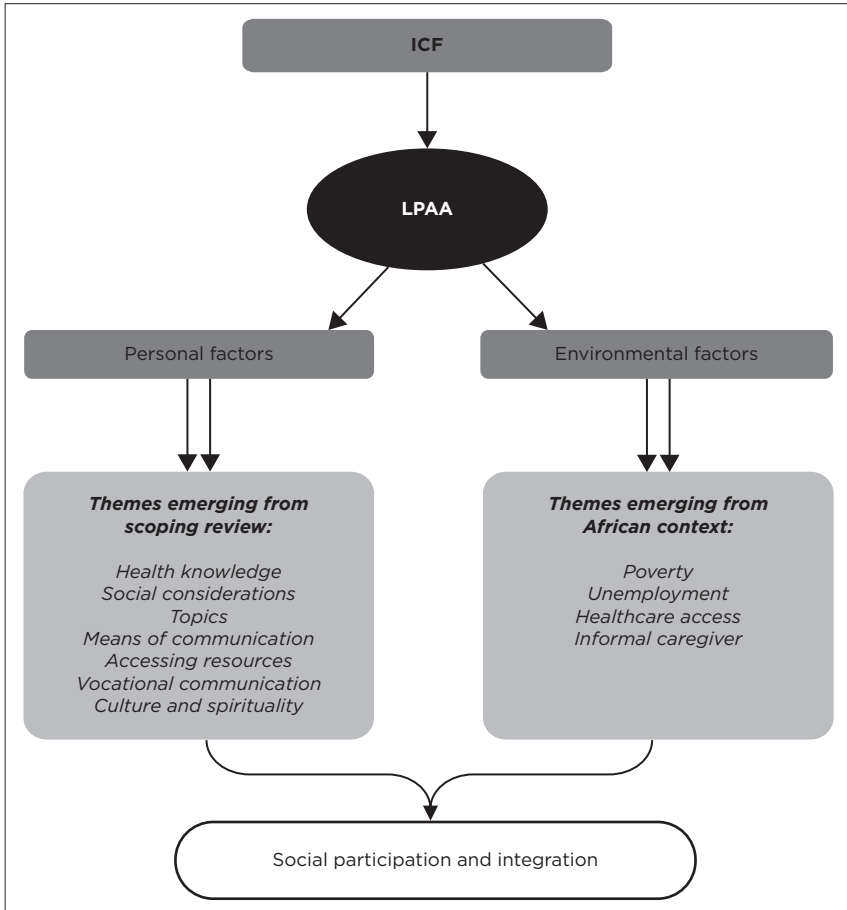 ICF
LPAA
Personal factors
Environmental factors
Themes emerging from
scoping review:
Health knowledge
Social considerations
Topics
Means of communication
Accessing resources
Vocational communication
Culture and spirituality
Themes emerging from
African context:
Poverty
Unemployment
Healthcare access
Informal caregiver
Social participation and integration